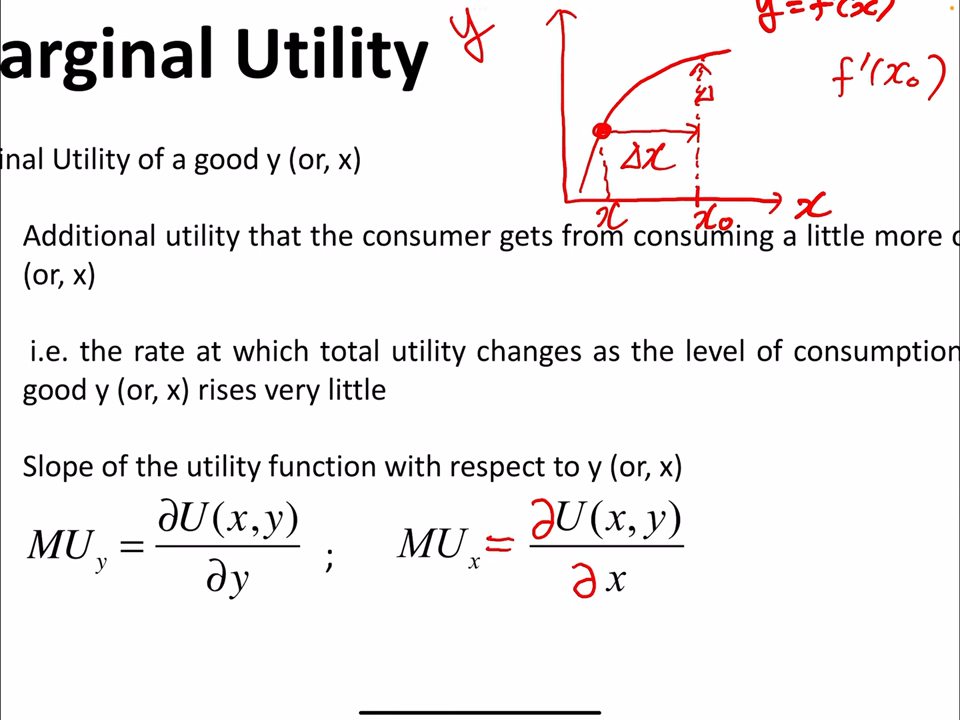 arginal Utility
y
y = f(x)
f'(x₀)
Δx
x
x₀
x
inal Utility of a good y (or, x)
Additional utility that the consumer gets from consuming a little more
(or, x)
i.e. the rate at which total utility changes as the level of consumption
good y (or, x) rises very little
Slope of the utility function with respect to y (or, x)
MU_y = ∂U(x,y)/∂y ; MU_x = ∂U(x,y)/∂x